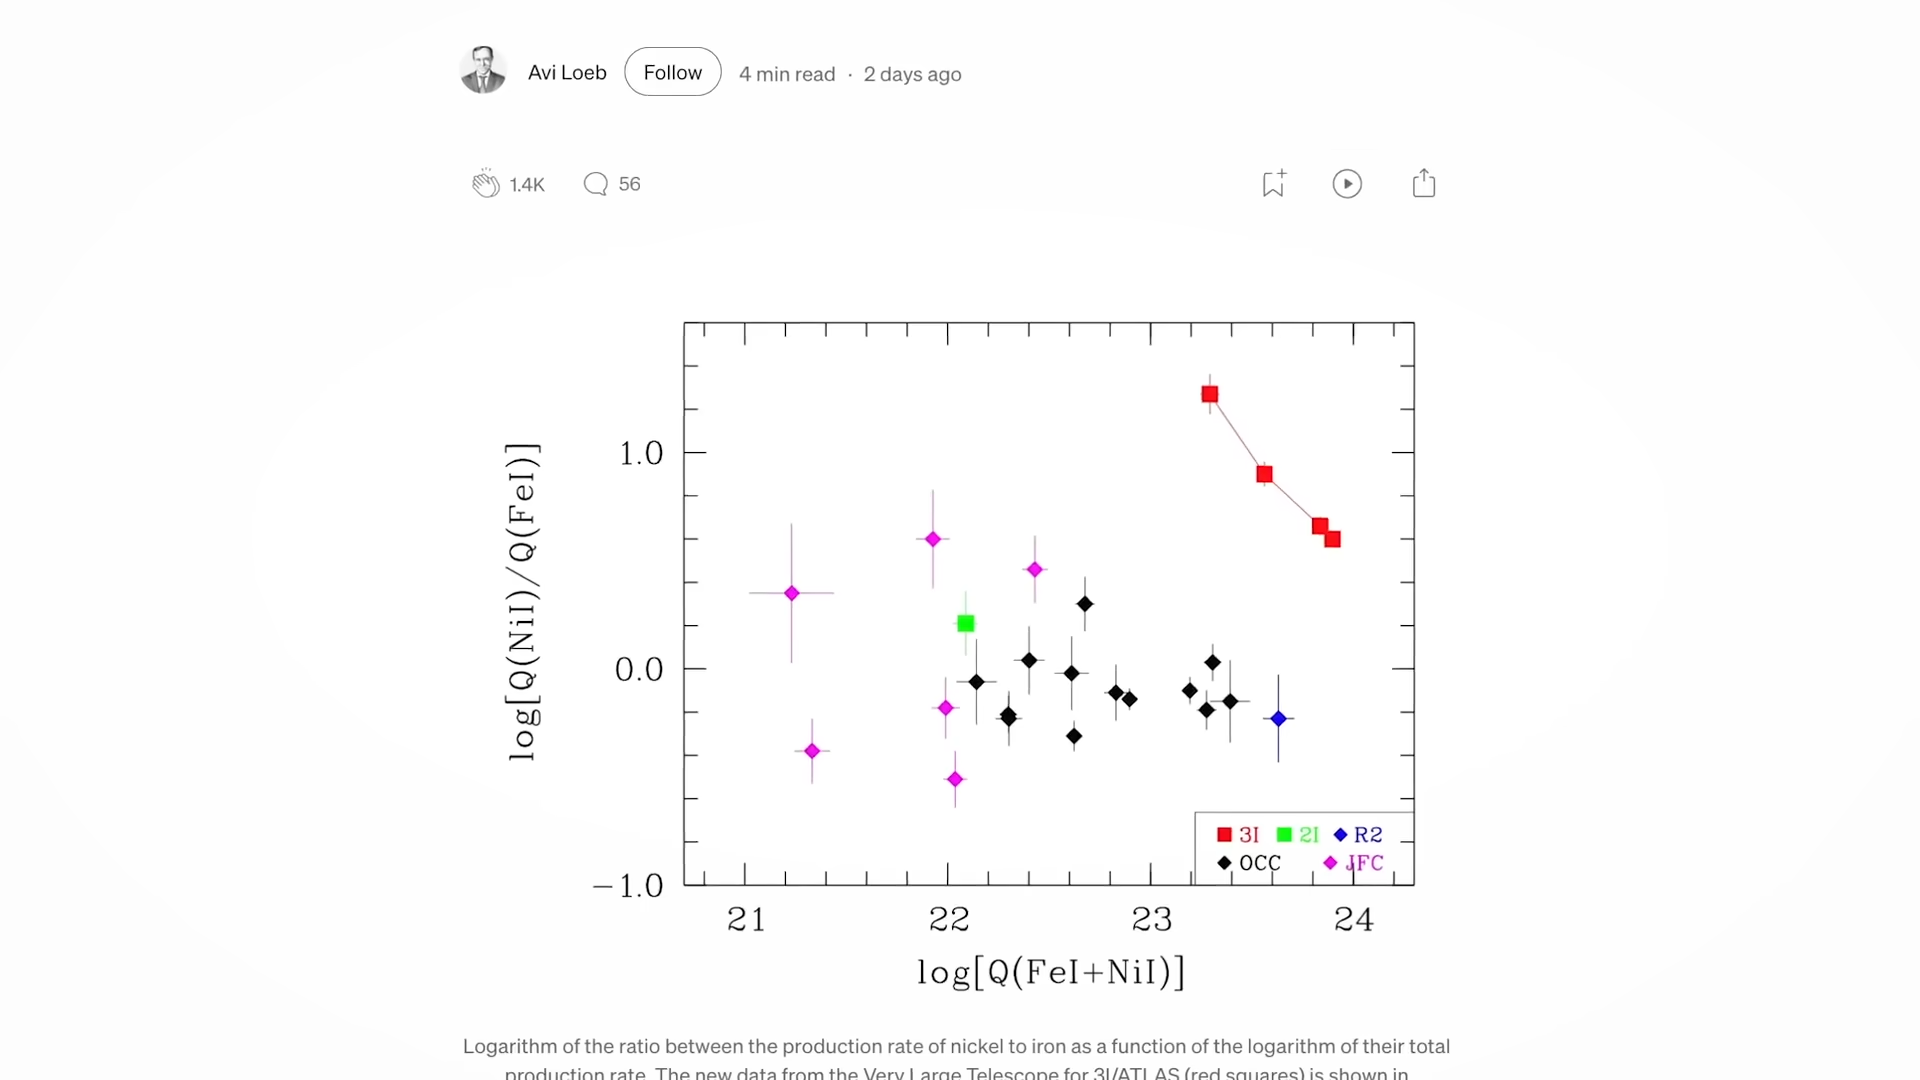 Avi Loeb Follow 4 min read · 2 days ago
1.4K 56
log[Q(NiI)/Q(FeI)]
1.0
0.0
−1.0
3I 2I R2
OCC JFC
21 22 23 24
log[Q(FeI+NiI)]
Logarithm of the ratio between the production rate of nickel to iron as a function of the logarithm of their total
production rate. The new data from the Very Large Telescope for 3I/ATLAS (red squares) is shown in